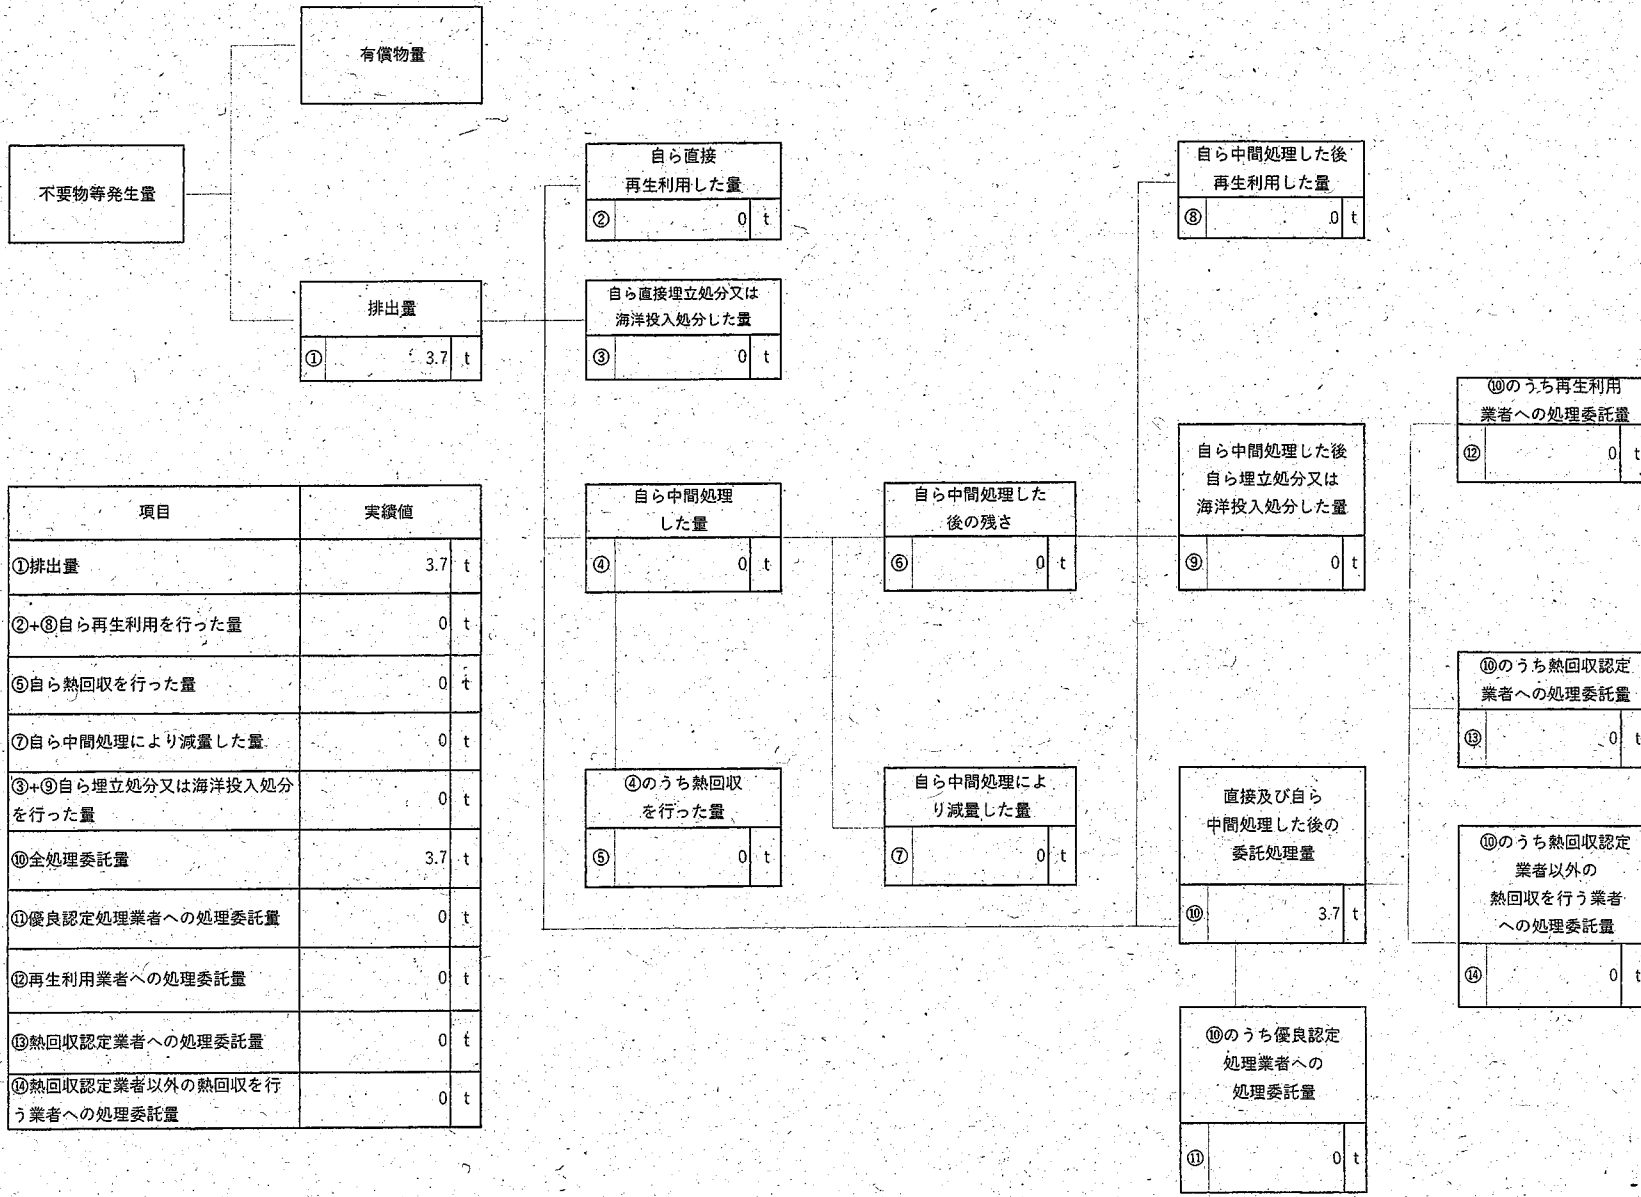 有償物量
不要物等発生量
排出量
① 3.7 t
自ら直接
再生利用した量
② 0 t
自ら直接埋立処分又は
海洋投入処分した量
③ 0 t
自ら中間処理
した量
④ 0 t
④のうち熱回収
を行った量
⑤ 0 t
自ら中間処理した
後の残さ
⑥ 0 t
自ら中間処理によ
り減量した量
⑦ 0 t
自ら中間処理した後
再生利用した量
⑧ 0 t
自ら中間処理した後
自ら埋立処分又は
海洋投入処分した量
⑨ 0 t
直接及び自ら
中間処理した後の
委託処理量
⑩ 3.7 t
⑩のうち優良認定
処理業者への
処理委託量
⑪ 0 t
⑩のうち再生利用
業者への処理委託量
⑫ 0 t
⑩のうち熱回収認定
業者への処理委託量
⑬ 0 t
⑩のうち熱回収認定
業者以外の
熱回収を行う業者
への処理委託量
⑭ 0 t
項目 実績値
①排出量 3.7 t
②+⑧自ら再生利用を行った量 0 t
⑤自ら熱回収を行った量 0 t
⑦自ら中間処理により減量した量 0 t
③+⑨自ら埋立処分又は海洋投入処分
を行った量 0 t
⑩全処理委託量 3.7 t
⑪優良認定処理業者への処理委託量 0 t
⑫再生利用業者への処理委託量 0 t
⑬熱回収認定業者への処理委託量 0 t
⑭熱回収認定業者以外の熱回収を行
う業者への処理委託量 0 t